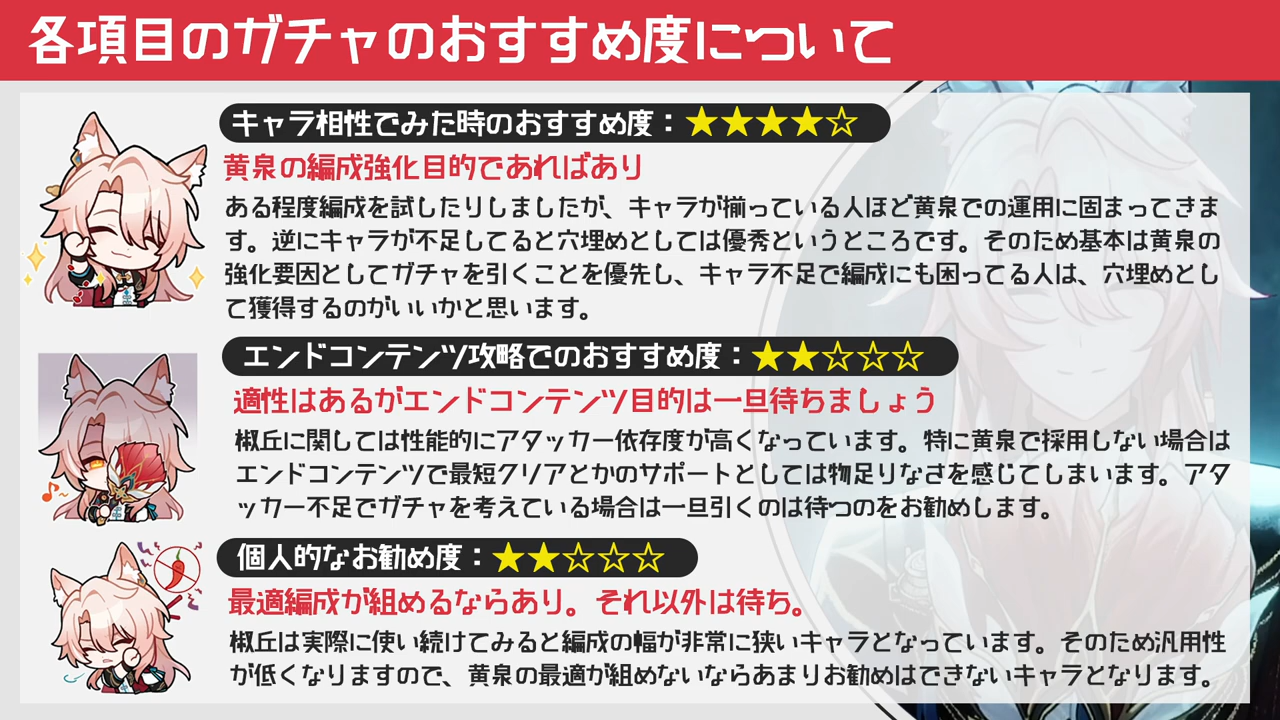 各項目のガチャのおすすめ度について
キャラ相性でみた時のおすすめ度：★★★★☆
黄泉の編成強化目的であればあり
ある程度編成を試したりしましたが、キャラが揃っている人ほど黄泉での運用に固まってきま
す。逆にキャラが不足してると穴埋めとしては優秀というところです。そのため基本は黄泉の
強化要因としてガチャを引くことを優先し、キャラ不足で編成にも困ってる人は、穴埋めとし
て獲得するのがいいかと思います。
エンドコンテンツ攻略でのおすすめ度：★★☆☆☆
適性はあるがエンドコンテンツ目的は一旦待ちましょう
椒丘に関しては性能的にアタッカー依存度が高くなっています。特に黄泉で採用しない場合は
エンドコンテンツで最短クリアとかのサポートとしては物足りなさを感じてしまいます。アタ
ッカー不足でガチャを考えている場合は一旦引くのは待つのをお勧めします。
個人的なお勧め度：★★☆☆☆
最適編成が組めるならあり。それ以外は待ち。
椒丘は実際に使い続けてみると編成の幅が非常に狭いキャラとなっています。そのため汎用性
が低くなりますので、黄泉の最適が組めないならあまりお勧めはできないキャラとなります。